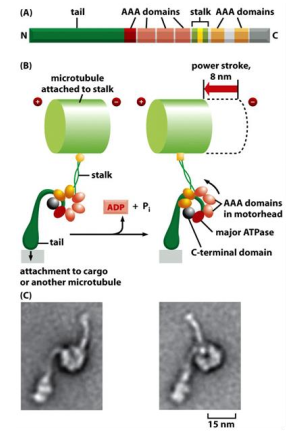 (A)
tail
AAA domains
stalk
AAA domains
N
C
(B)
microtubule
attached to stalk
power stroke,
8 nm
+
–
+
–
stalk
ADP + Pi
AAA domains
in motorhead
major ATPase
tail
C-terminal domain
attachment to cargo
or another microtubule
(C)
15 nm